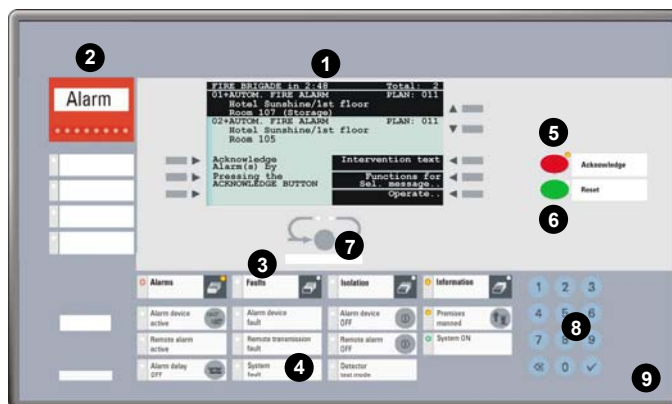 1
2
Alarm
FIRE BRIGADE in 2:48 Total: 2
01+AUTOM. FIRE ALARM PLAN: 011
Hotel Sunshine/1st floor
Room 107 (Storage)
02+AUTOM. FIRE ALARM PLAN: 011
Hotel Sunshine/1st floor
Room 105
Acknowledge
Alarm(s) by
Pressing the
ACKNOWLEDGE BUTTON
Intervention text
Functions for
Sel. message..
Operate..
5
Acknowledge
Reset
6
7
3
Alarms
Faults
Isolation
Information
Alarm device
active
Alarm device
fault
Alarm device
OFF
Premises
manned
Remote alarm
active
Remote transmission
fault
Remote alarm
OFF
System ON
Alarm delay
OFF
System
fault
Detector
test mode
4
1 2 3
4 5 6
7 8 9
0
8
9